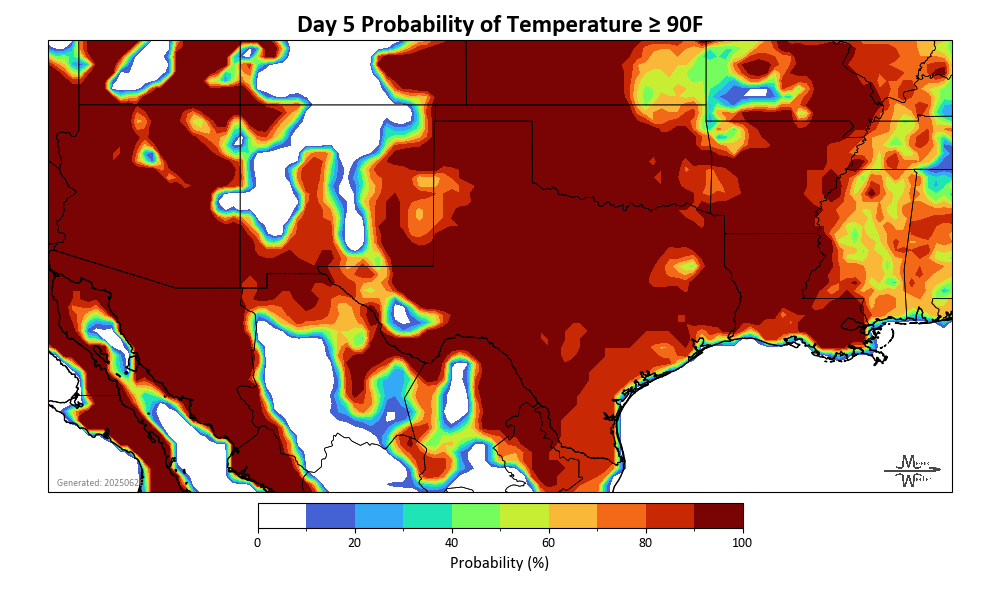 Day 5 Probability of Temperature ≥ 90F
Generated: 2025062
0 20 40 60 80 100
Probability (%)